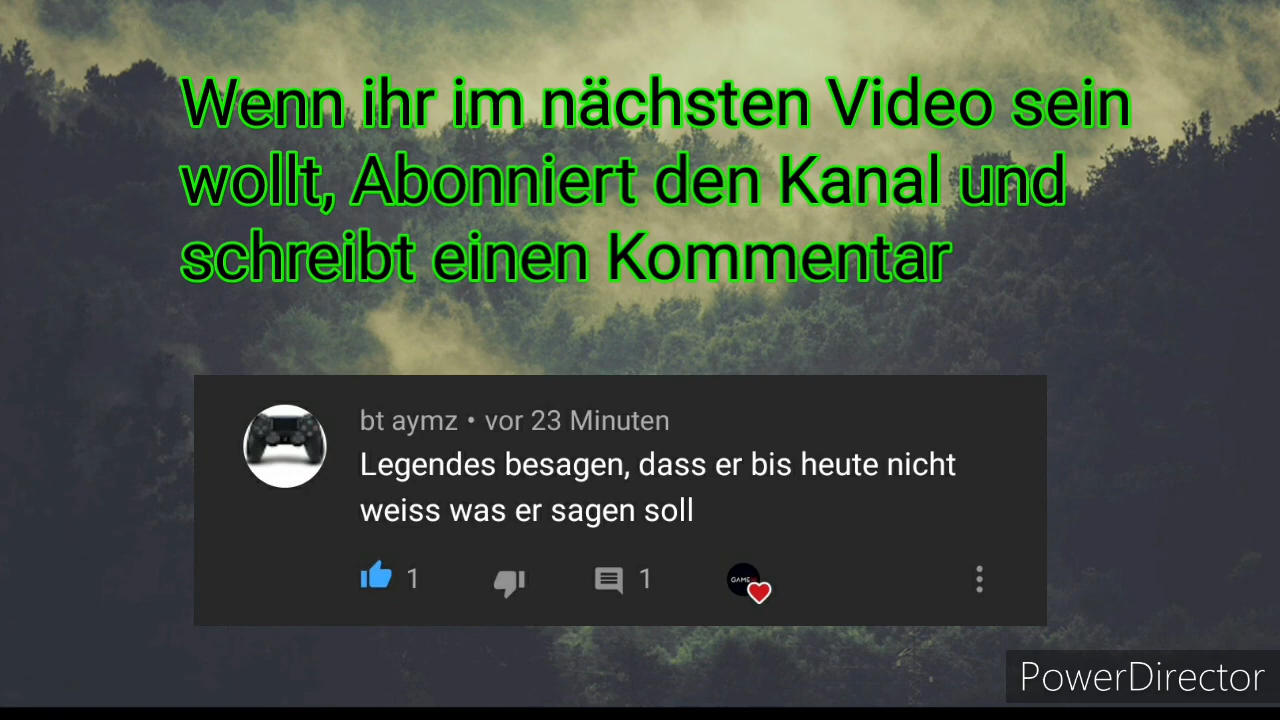 Wenn ihr im nächsten Video sein
wollt, Abonniert den Kanal und
schreibt einen Kommentar
bt aymz • vor 23 Minuten
Legendes besagen, dass er bis heute nicht
weiss was er sagen soll
1
1
GAME
PowerDirector